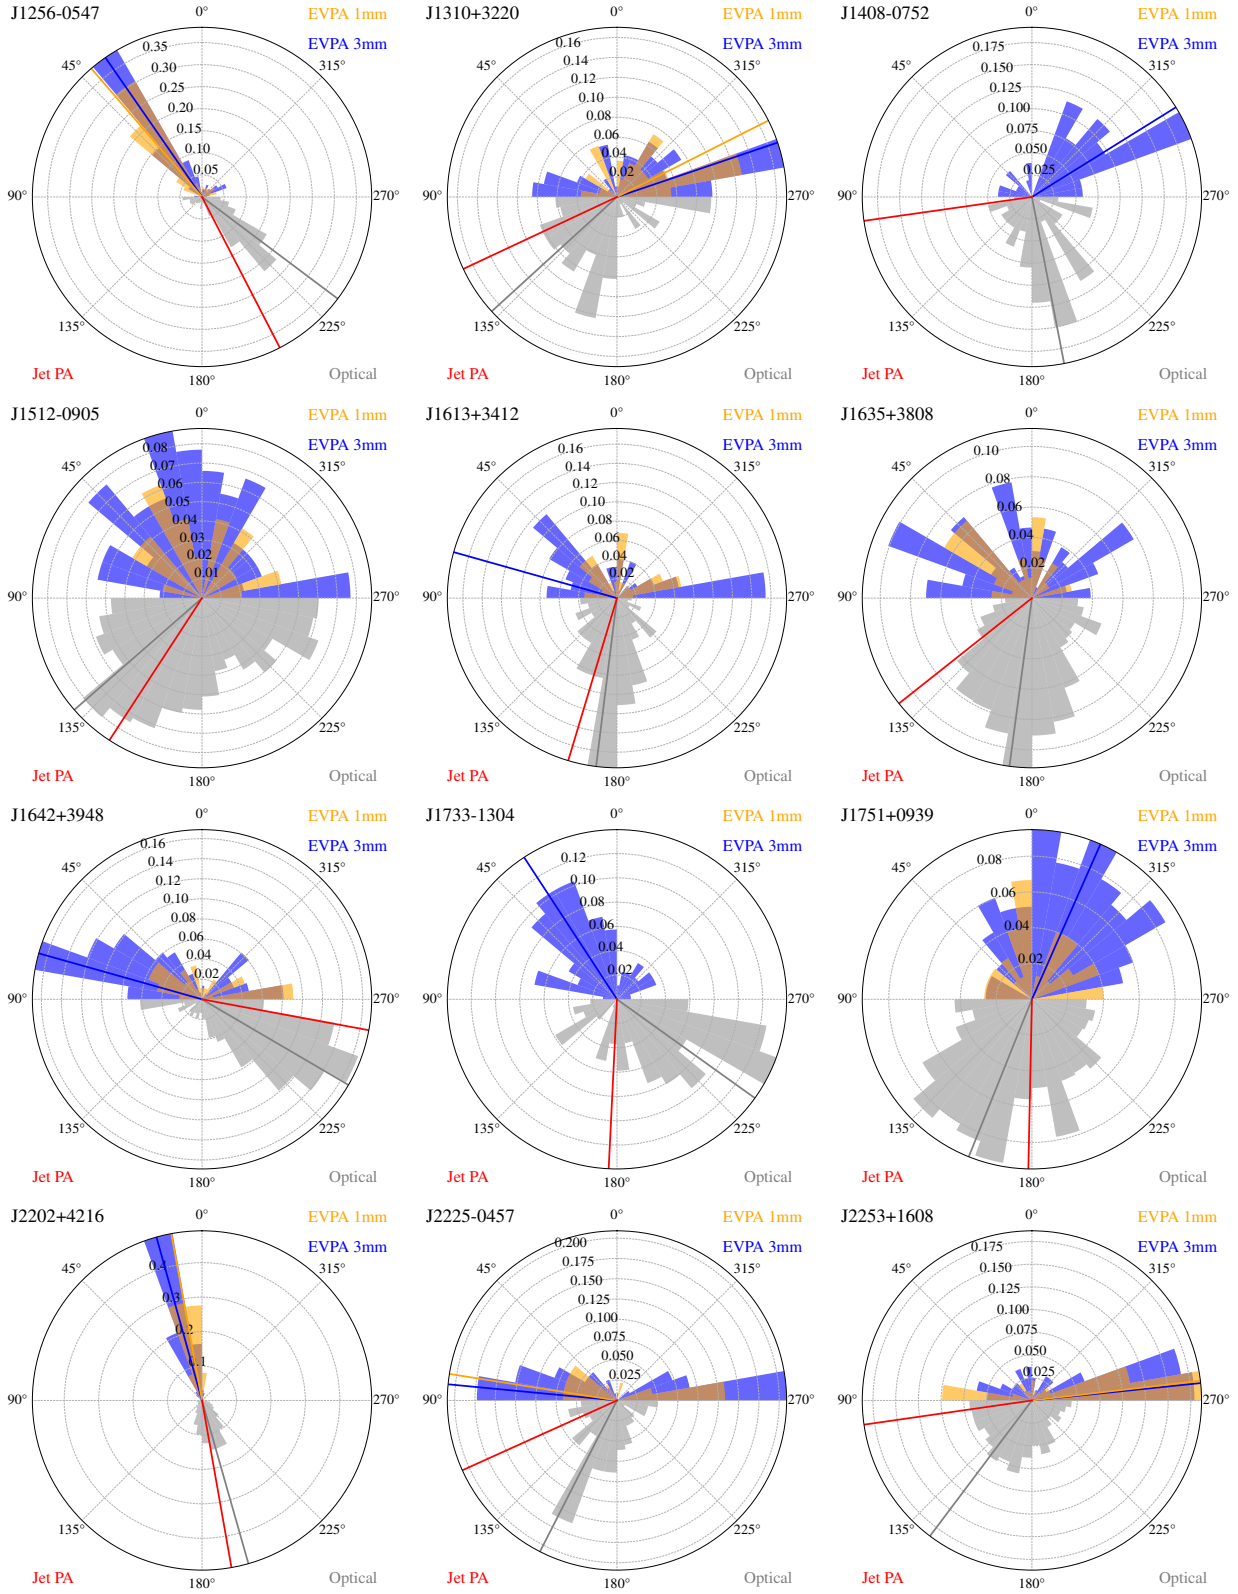 J1256-0547
0°
EVPA 1mm
EVPA 3mm
45°
315°
0.35
0.30
0.25
0.20
0.15
0.10
0.05
90°
270°
135°
225°
Jet PA
180°
Optical
J1310+3220
0°
EVPA 1mm
EVPA 3mm
45°
315°
0.16
0.14
0.12
0.10
0.08
0.06
0.04
0.02
90°
270°
135°
225°
Jet PA
180°
Optical
J1408-0752
0°
EVPA 1mm
EVPA 3mm
45°
315°
0.175
0.150
0.125
0.100
0.075
0.050
0.025
90°
270°
135°
225°
Jet PA
180°
Optical
J1512-0905
0°
EVPA 1mm
EVPA 3mm
45°
315°
0.08
0.07
0.06
0.05
0.04
0.03
0.02
0.01
90°
270°
135°
225°
Jet PA
180°
Optical
J1613+3412
0°
EVPA 1mm
EVPA 3mm
45°
315°
0.16
0.14
0.12
0.10
0.08
0.06
0.04
0.02
90°
270°
135°
225°
Jet PA
180°
Optical
J1635+3808
0°
EVPA 1mm
EVPA 3mm
45°
315°
0.10
0.08
0.06
0.04
0.02
90°
270°
135°
225°
Jet PA
180°
Optical
J1642+3948
0°
EVPA 1mm
EVPA 3mm
45°
315°
0.16
0.14
0.12
0.10
0.08
0.06
0.04
0.02
90°
270°
135°
225°
Jet PA
180°
Optical
J1733-1304
0°
EVPA 1mm
EVPA 3mm
45°
315°
0.12
0.10
0.08
0.06
0.04
0.02
90°
270°
135°
225°
Jet PA
180°
Optical
J1751+0939
0°
EVPA 1mm
EVPA 3mm
45°
315°
0.08
0.06
0.04
0.02
90°
270°
135°
225°
Jet PA
180°
Optical
J2202+4216
0°
EVPA 1mm
EVPA 3mm
45°
315°
0.4
0.3
0.2
0.1
90°
270°
135°
225°
Jet PA
180°
Optical
J2225-0457
0°
EVPA 1mm
EVPA 3mm
45°
315°
0.200
0.175
0.150
0.125
0.100
0.075
0.050
0.025
90°
270°
135°
225°
Jet PA
180°
Optical
J2253+1608
0°
EVPA 1mm
EVPA 3mm
45°
315°
0.175
0.150
0.125
0.100
0.075
0.050
0.025
90°
270°
135°
225°
Jet PA
180°
Optical